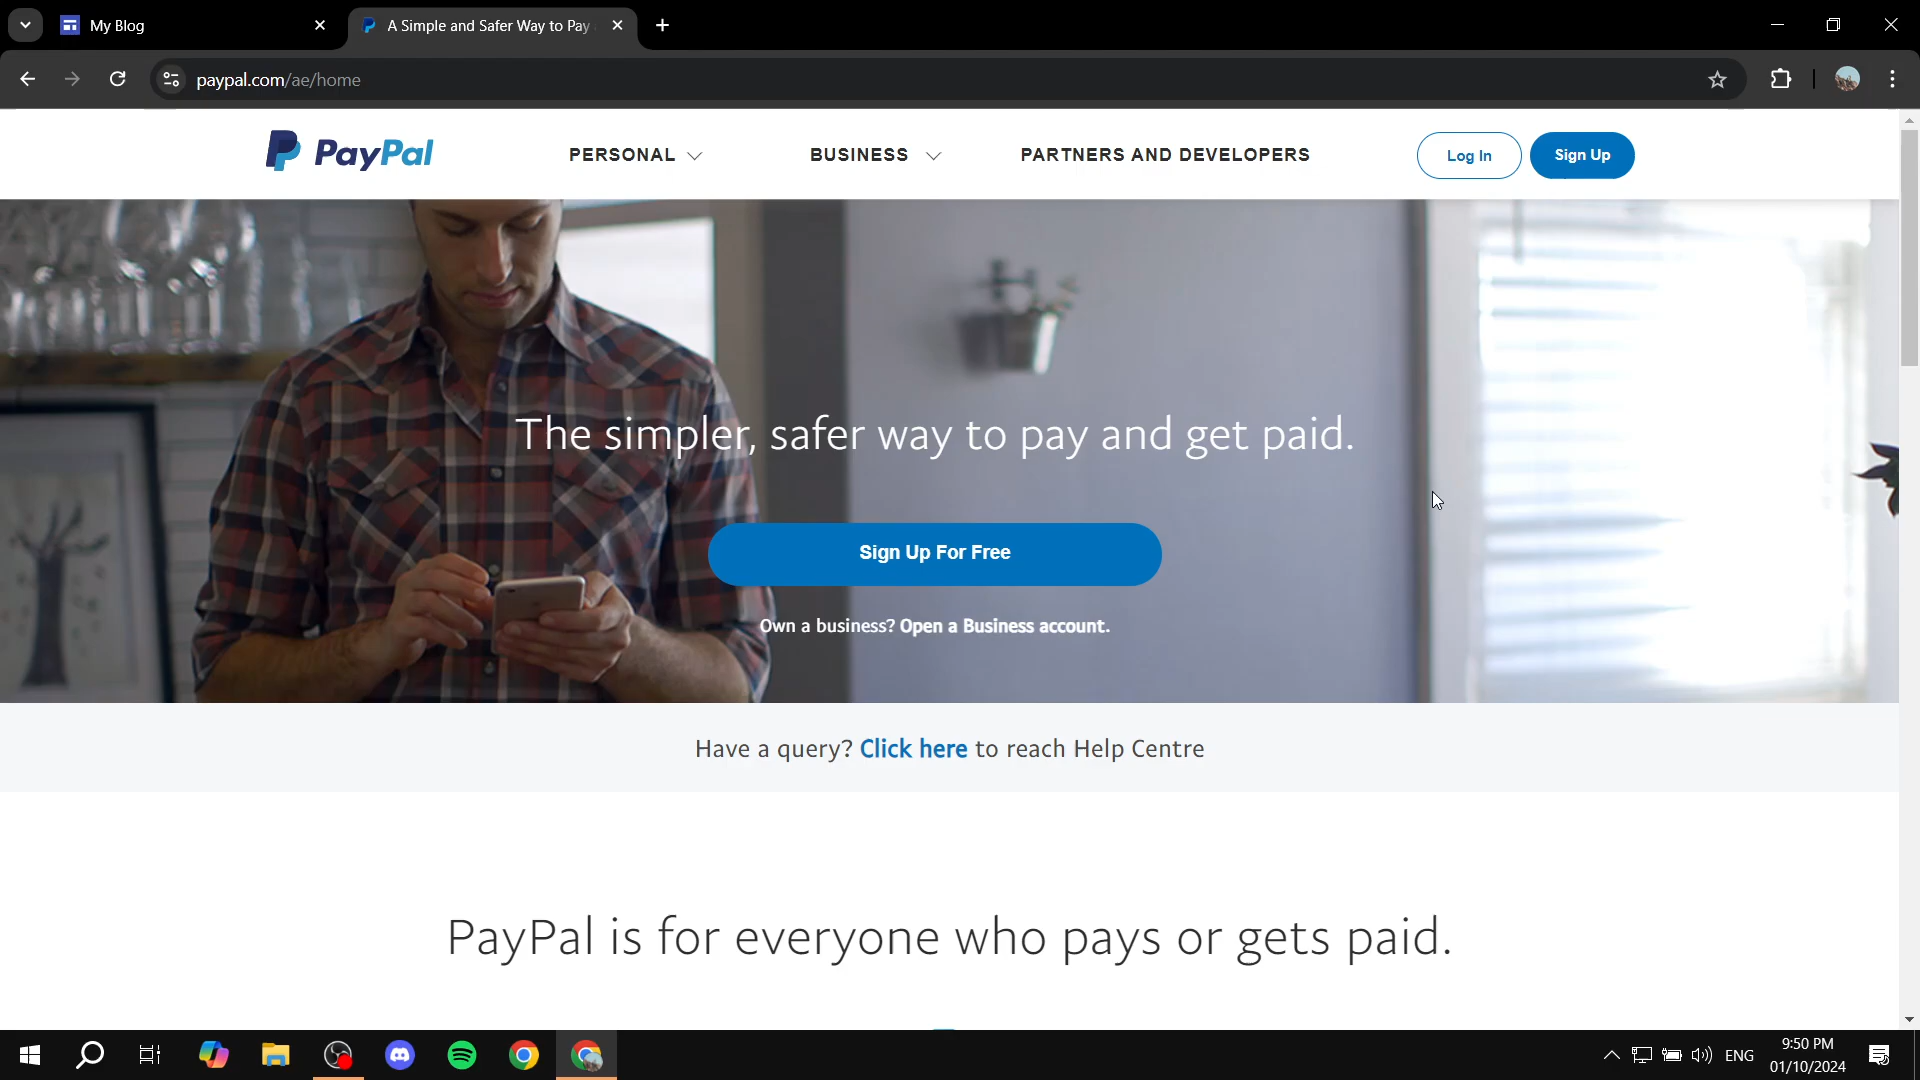 My Blog
A Simple and Safer Way to Pay
paypal.com/ae/home
PayPal
PERSONAL
BUSINESS
PARTNERS AND DEVELOPERS
Log In
Sign Up
The simpler, safer way to pay and get paid.
Sign Up For Free
Own a business? Open a Business account.
Have a query? Click here to reach Help Centre
PayPal is for everyone who pays or gets paid.
ENG
9:50 PM
01/10/2024